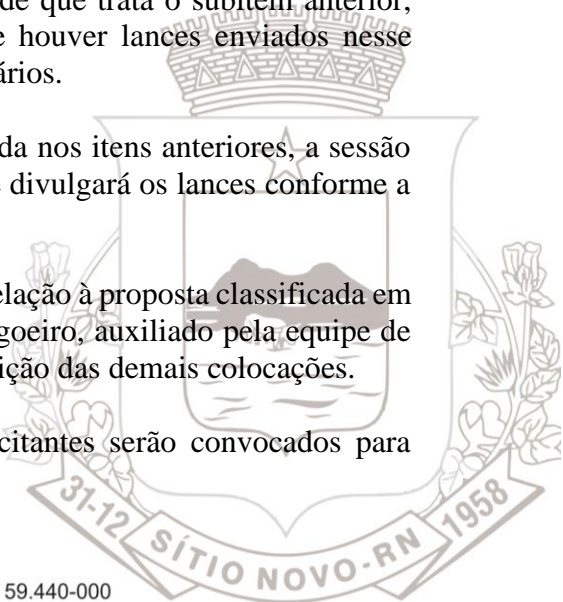 de que trata o subitem anterior,
e houver lances enviados nesse
ários.
da nos itens anteriores, a sessão
e divulgará os lances conforme a
elação à proposta classificada em
goeiro, auxiliado pela equipe de
ição das demais colocações.
citantes serão convocados para
31-12 SÍTIO NOVO-RN 1958
59.440-000